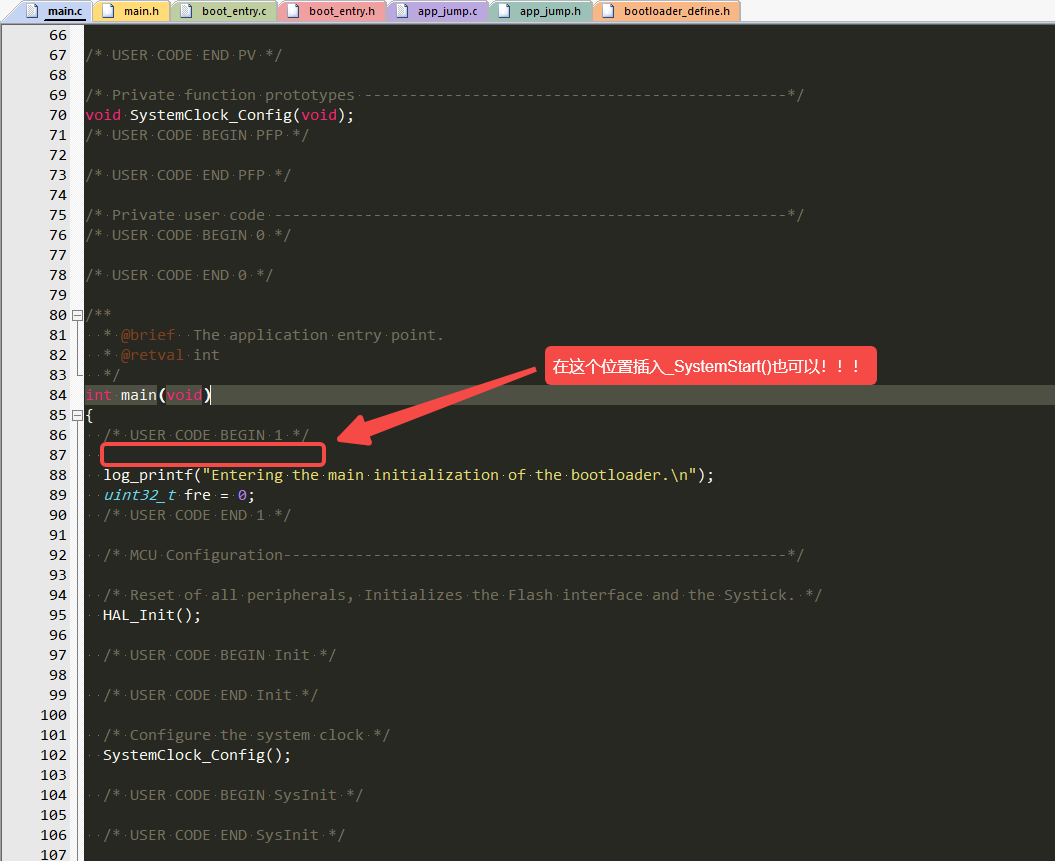 main.c main.h boot_entry.c boot_entry.h app_jump.c app_jump.h bootloader_define.h
66
67 /* USER CODE END PV */
68
69 /* Private function prototypes -----------------------------------------------*/
70 void SystemClock_Config(void);
71 /* USER CODE BEGIN PFP */
72
73 /* USER CODE END PFP */
74
75 /* Private user code ---------------------------------------------------------*/
76 /* USER CODE BEGIN 0 */
77
78 /* USER CODE END 0 */
79
80 /**
81   * @brief  The application entry point.
82   * @retval int
83   */
在这个位置插入_SystemStart()也可以！！！
84 int main(void)
85 {
86   /* USER CODE BEGIN 1 */
87
88   log_printf("Entering the main initialization of the bootloader.\n");
89   uint32_t fre = 0;
90   /* USER CODE END 1 */
91
92   /* MCU Configuration--------------------------------------------------------*/
93
94   /* Reset of all peripherals, Initializes the Flash interface and the Systick. */
95   HAL_Init();
96
97   /* USER CODE BEGIN Init */
98
99   /* USER CODE END Init */
100
101   /* Configure the system clock */
102   SystemClock_Config();
103
104   /* USER CODE BEGIN SysInit */
105
106   /* USER CODE END SysInit */
107